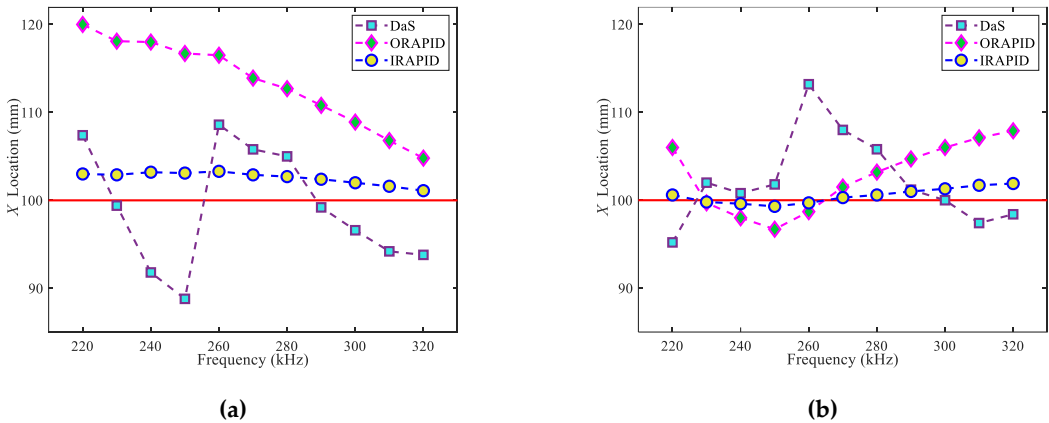 120
110
100
90
X Location (mm)
DaS
ORAPID
IRAPID
220 240 260 280 300 320
Frequency (kHz)
(a)
120
110
100
90
X Location (mm)
DaS
ORAPID
IRAPID
220 240 260 280 300 320
Frequency (kHz)
(b)